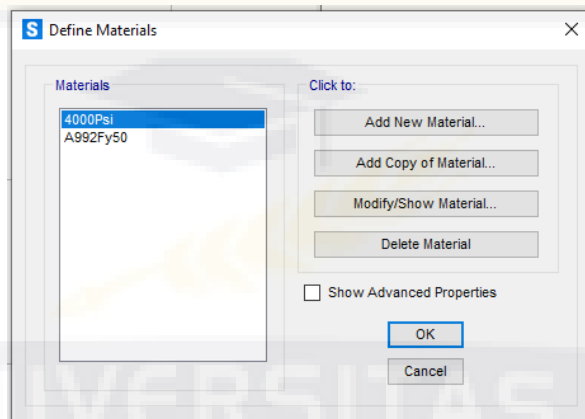 S Define Materials
Materials
4000Psi
A992Fy50
Click to:
Add New Material...
Add Copy of Material...
Modify/Show Material...
Delete Material
Show Advanced Properties
OK
Cancel
IVERSITAS